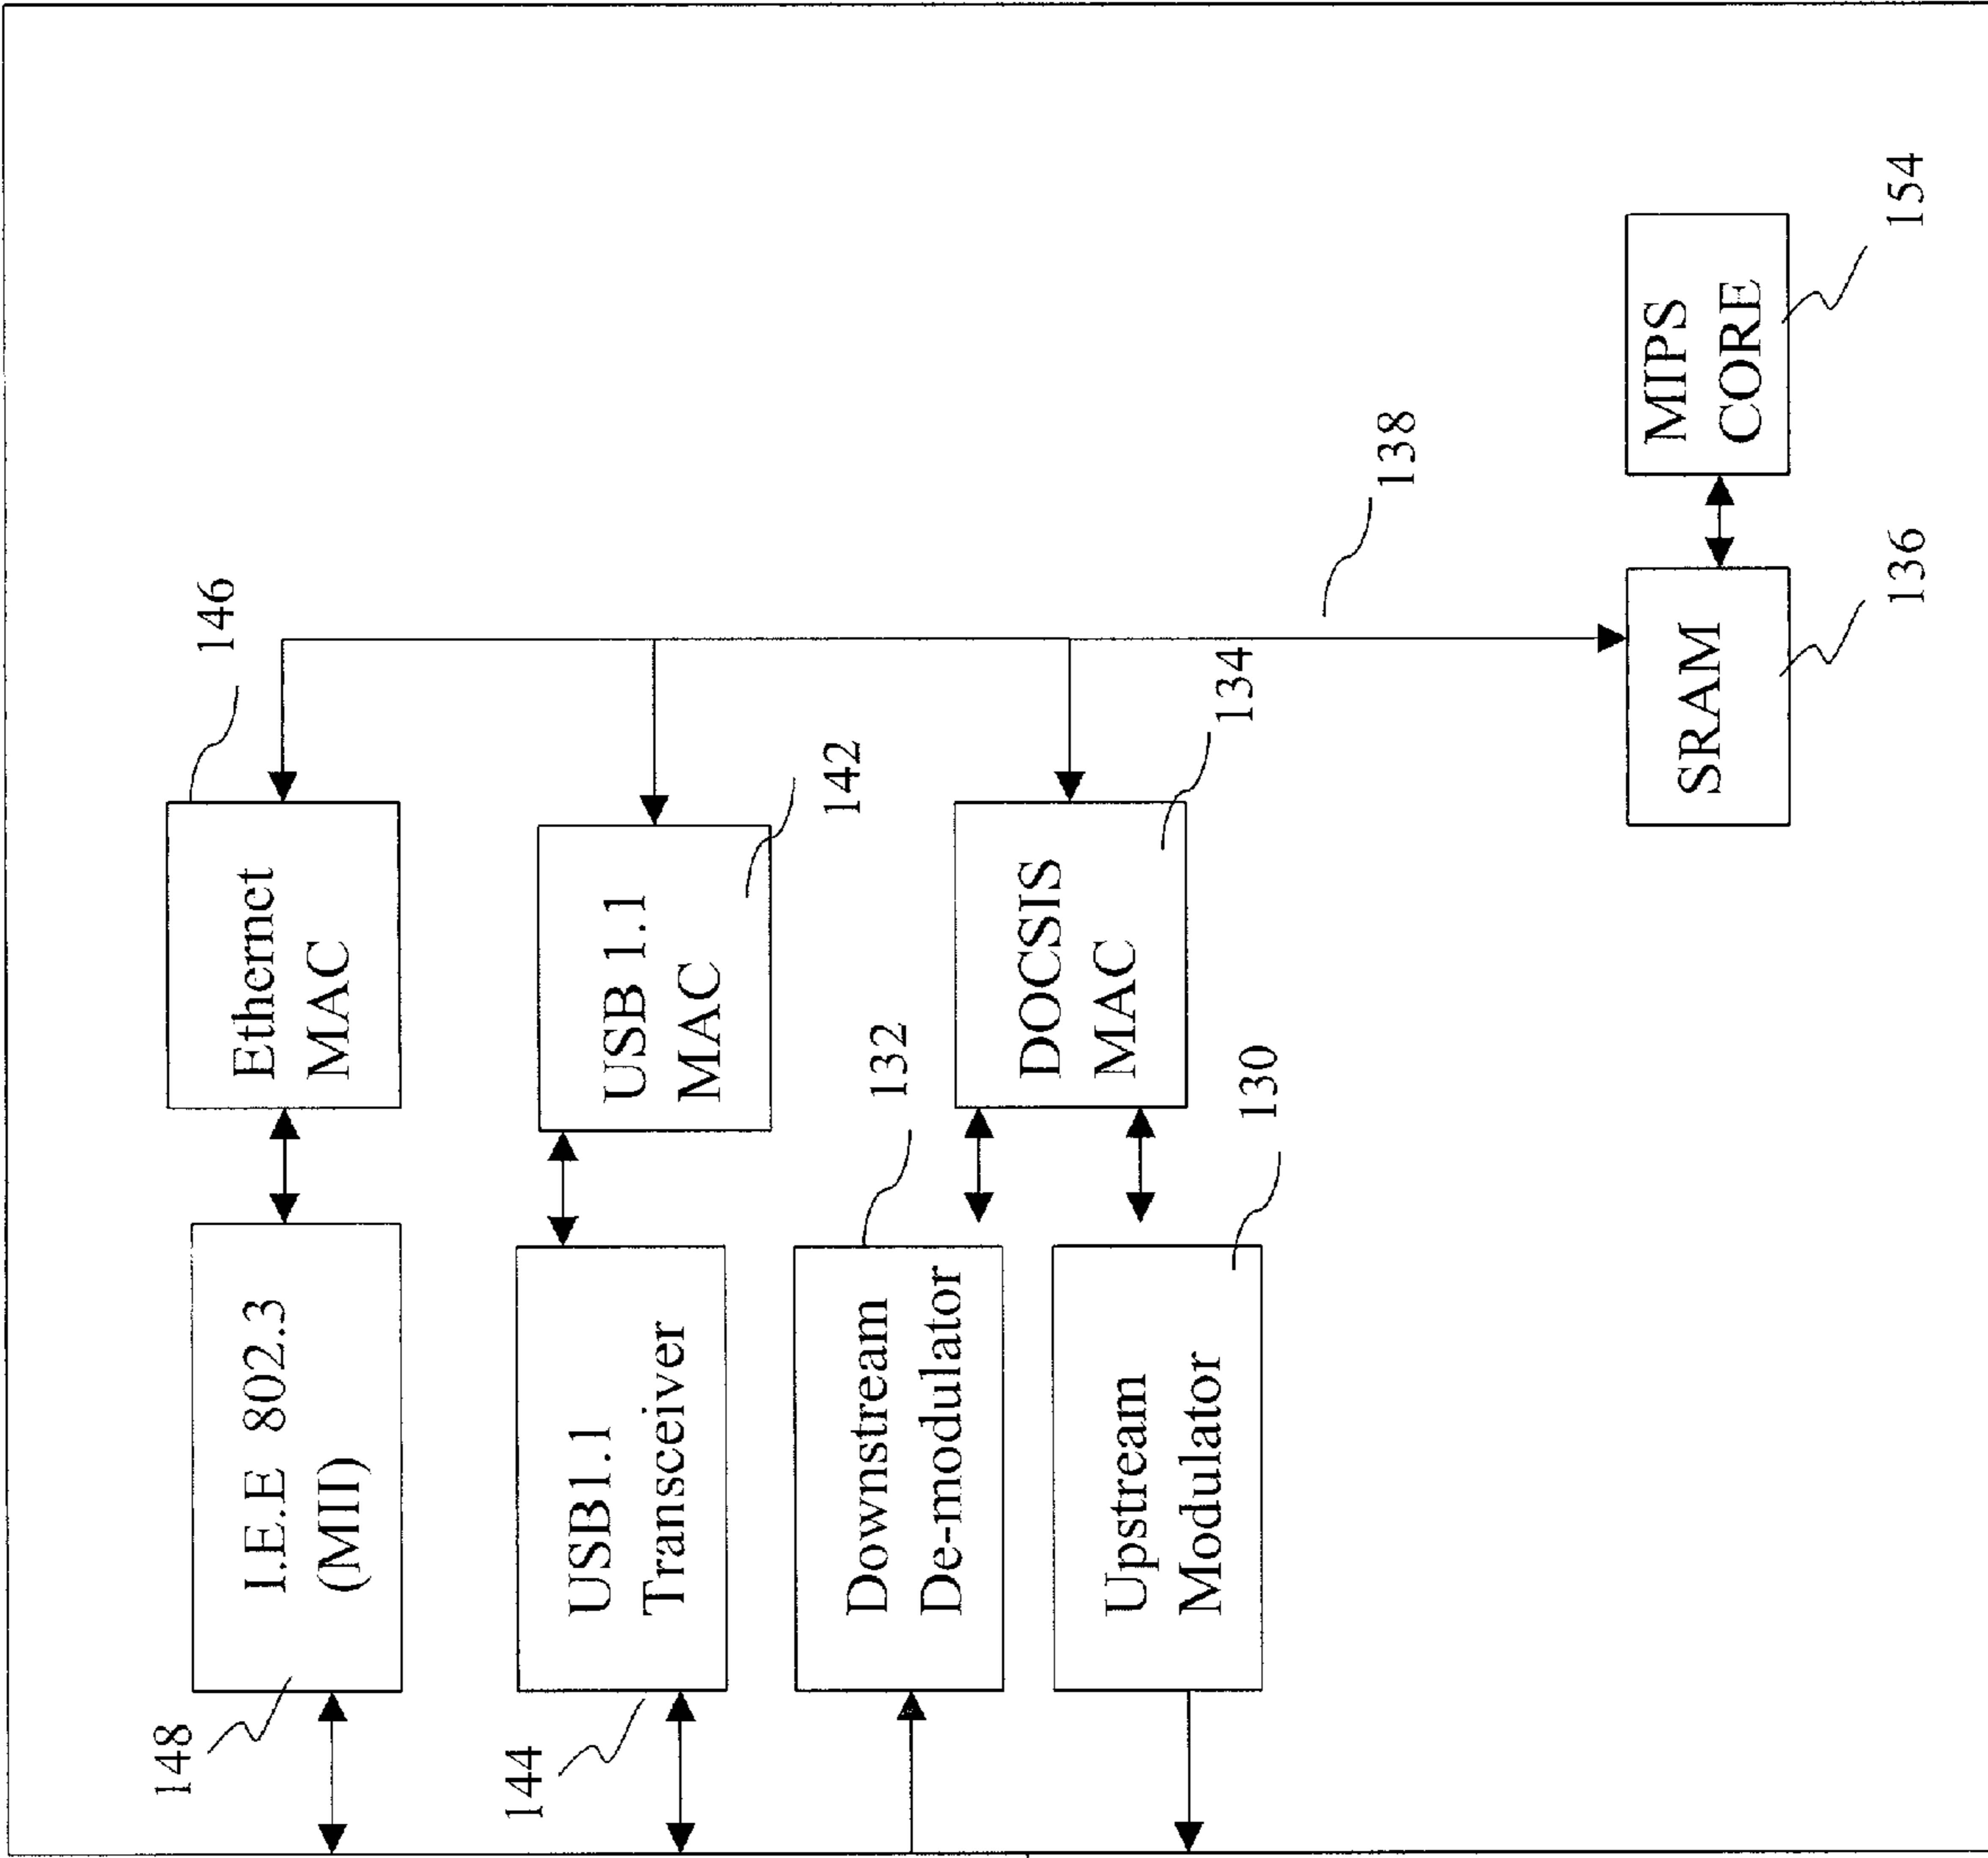 148
I.E.E 802.3
(MII)
Ethernet
MAC
146
144
USB1.1
Transceiver
USB 1.1
MAC
142
Downstream
De-modulator
132
DOCSIS
MAC
134
Upstream
Modulator
130
138
SRAM
136
MIPS
CORE
154